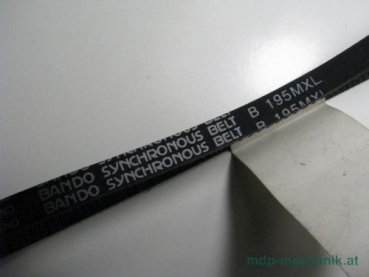 BANDO SYNCHRONOUS BELT B 195MXL
BANDO SYNCHRONOUS BELT B 195MXL
mdp-mechanik.at